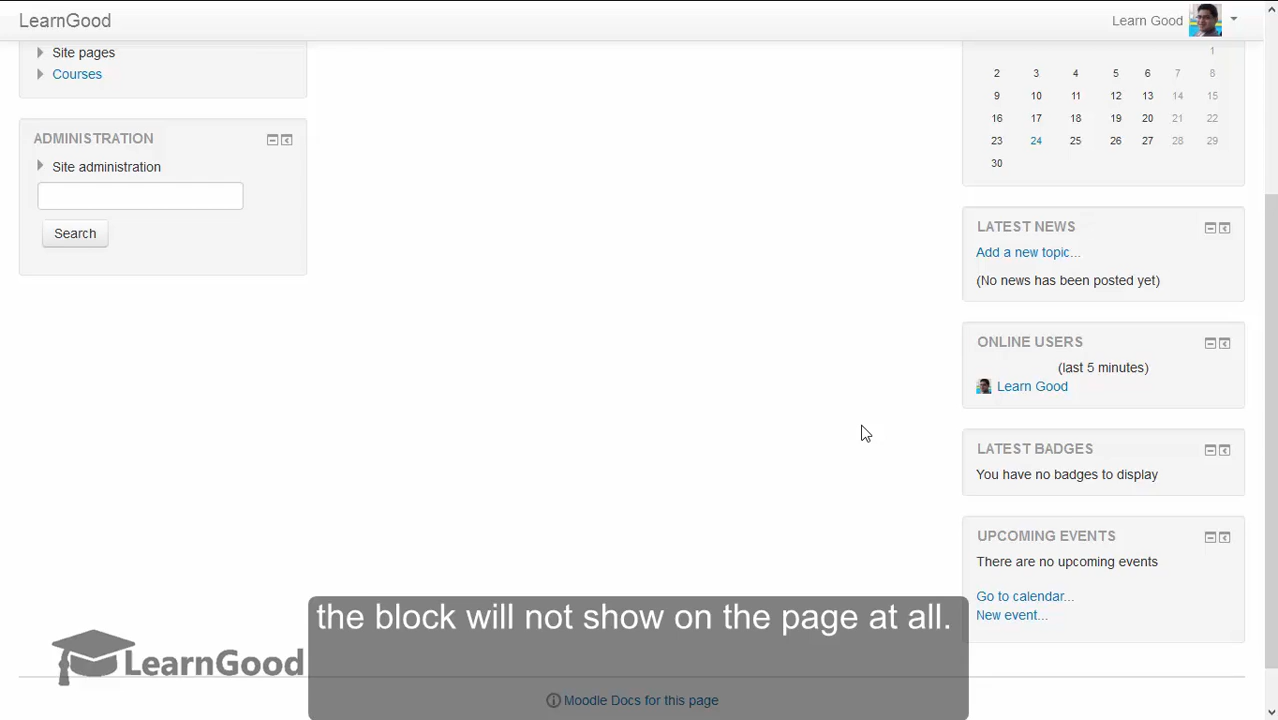 LearnGood
Learn Good
Site pages
Courses
ADMINISTRATION
Site administration
Search
1
2 3 4 5 6 7 8
9 10 11 12 13 14 15
16 17 18 19 20 21 22
23 24 25 26 27 28 29
30
LATEST NEWS
Add a new topic...
(No news has been posted yet)
ONLINE USERS
(last 5 minutes)
Learn Good
LATEST BADGES
You have no badges to display
UPCOMING EVENTS
There are no upcoming events
Go to calendar...
New event...
the block will not show on the page at all.
LearnGood
Moodle Docs for this page